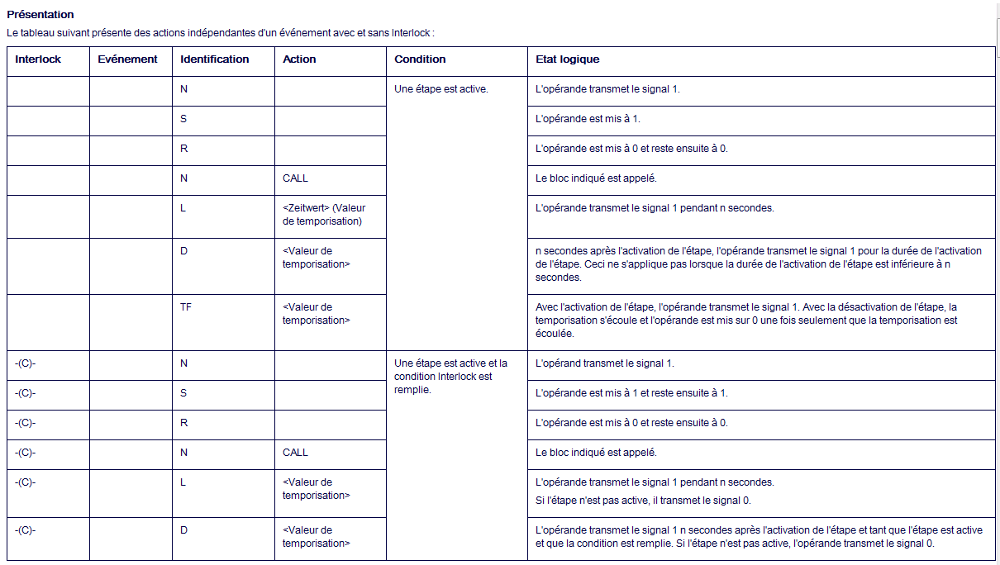 Présentation
Le tableau suivant présente des actions indépendantes d'un événement avec et sans Interlock :
Interlock Evénement Identification Action Condition Etat logique
N Une étape est active. L'opérande transmet le signal 1.
S L'opérande est mis à 1.
R L'opérande est mis à 0 et reste ensuite à 0.
N CALL Le bloc indiqué est appelé.
L <Zeitwert> (Valeur L'opérande transmet le signal 1 pendant n secondes.
de temporisation)
D <Valeur de n secondes après l'activation de l'étape, l'opérande transmet le signal 1 pour la durée de l'activation
temporisation> de l'étape. Ceci ne s'applique pas lorsque la durée de l'activation de l'étape est inférieure à n
secondes.
TF <Valeur de Avec l'activation de l'étape, l'opérande transmet le signal 1. Avec la désactivation de l'étape, la
temporisation> temporisation s'écoule et l'opérande est mis sur 0 une fois seulement que la temporisation est
écoulée.
-(C)- N Une étape est active et la L'opérand transmet le signal 1.
condition Interlock est
remplie.
-(C)- S L'opérande est mis à 1 et reste ensuite à 1.
-(C)- R L'opérande est mis à 0 et reste ensuite à 0.
-(C)- N CALL Le bloc indiqué est appelé.
-(C)- L <Valeur de L'opérande transmet le signal 1 pendant n secondes.
temporisation> Si l'étape n'est pas active, il transmet le signal 0.
-(C)- D <Valeur de L'opérande transmet le signal 1 n secondes après l'activation de l'étape et tant que l'étape est active
temporisation> et que la condition est remplie. Si l'étape n'est pas active, l'opérande transmet le signal 0.